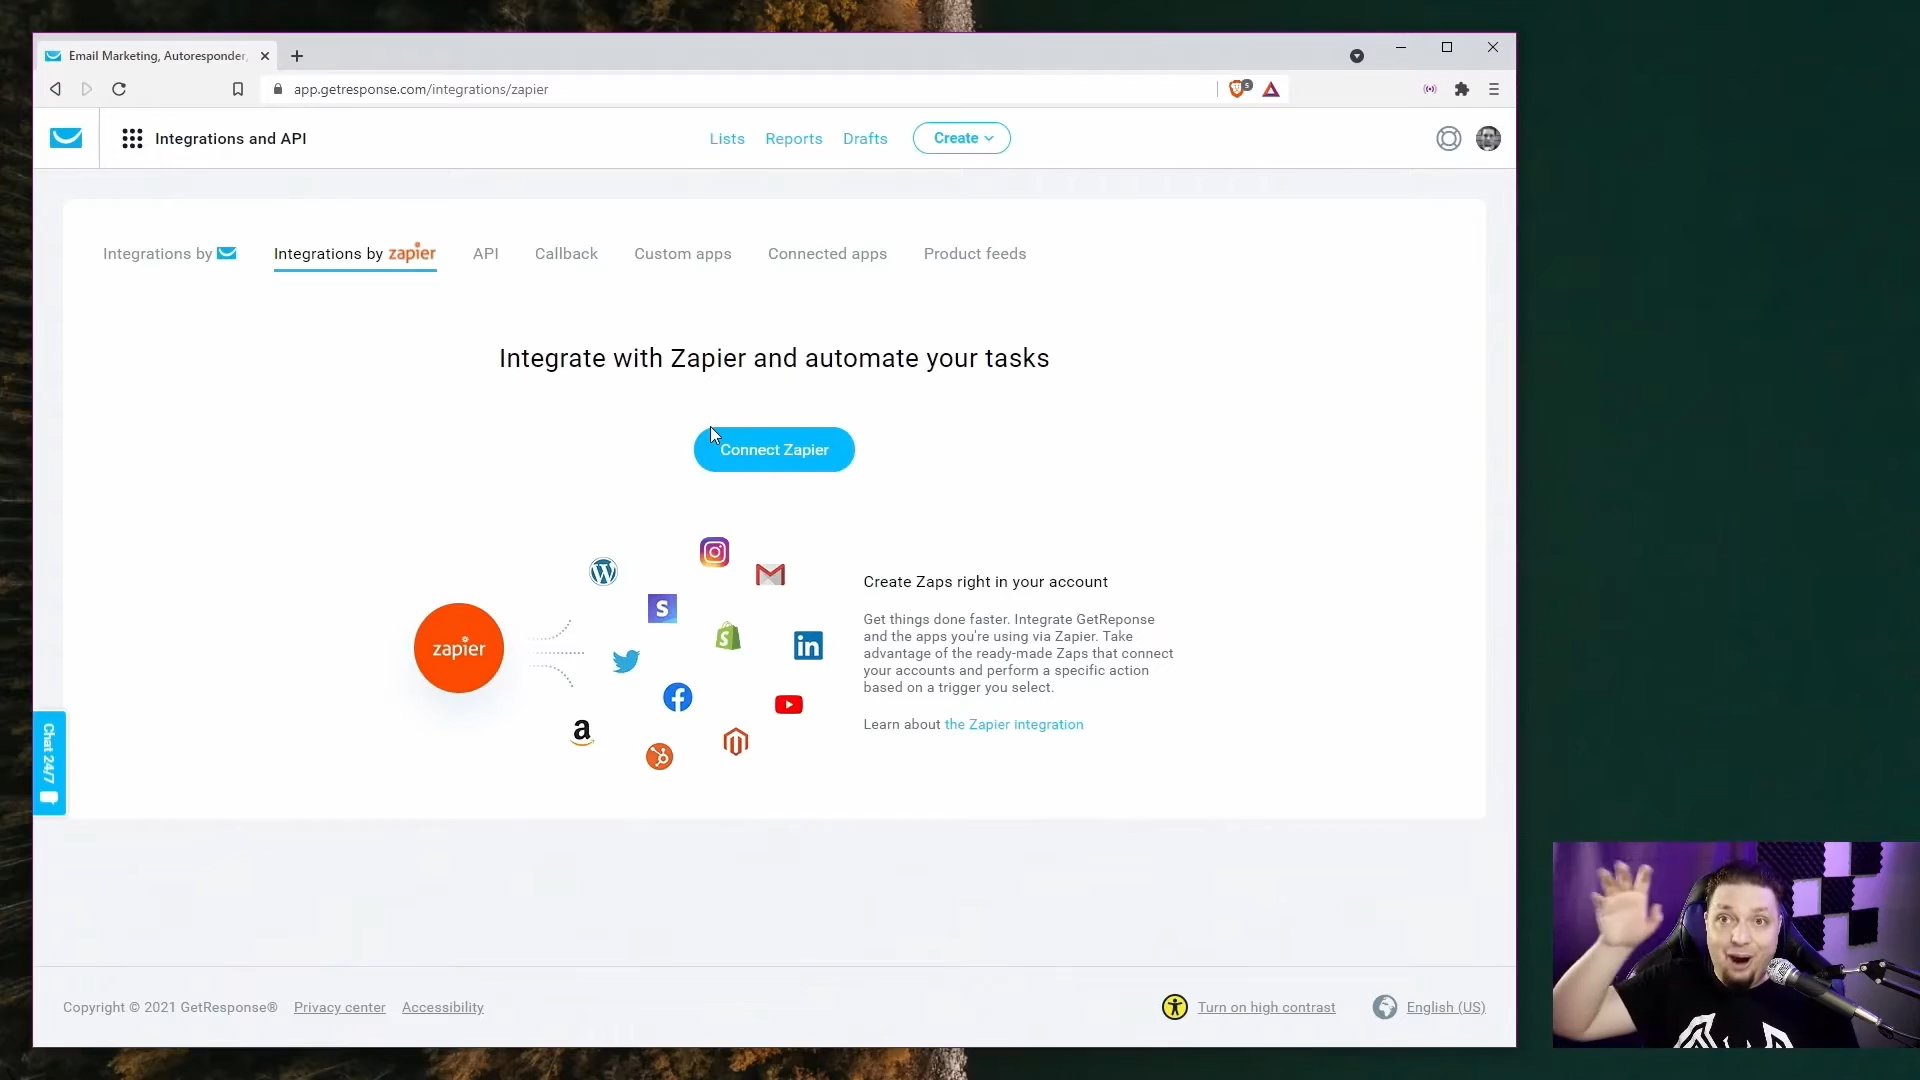 Email Marketing, Autoresponder,
app.getresponse.com/integrations/zapier
5
Integrations and API
Lists
Reports
Drafts
Create
Integrations by
Integrations by zapier
API
Callback
Custom apps
Connected apps
Product feeds
Integrate with Zapier and automate your tasks
Connect Zapier
zapier
Create Zaps right in your account
Get things done faster. Integrate GetReponse
and the apps you're using via Zapier. Take
advantage of the ready-made Zaps that connect
your accounts and perform a specific action
based on a trigger you select.
Learn about the Zapier integration
Chat 24/7
Copyright © 2021 GetResponse®
Privacy center
Accessibility
Turn on high contrast
English (US)